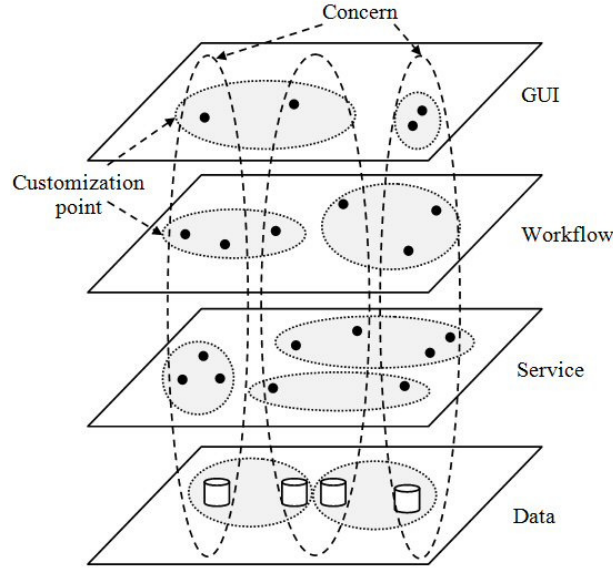 Concern
GUI
Customization
point
Workflow
Service
Data